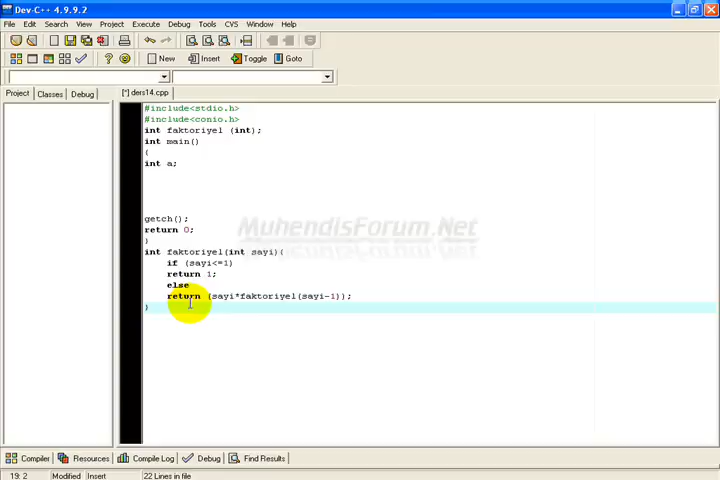 Dev-C++ 4.9.9.2
File Edit Search View Project Execute Debug Tools CVS Window Help
New Insert Toggle Goto
Project Classes Debug [*] ders14.cpp
#include<stdio.h>
#include<conio.h>
int faktoriyel (int);
int main()
{
int a;
getch();
return 0;
}
MuhendisForum.Net
int faktoriyel(int sayi){
if (sayi<=1)
return 1;
else
return (sayi*faktoriyel(sayi-1));
}
Compiler Resources Compile Log Debug Find Results
19: 2 Modified Insert 22 Lines in file